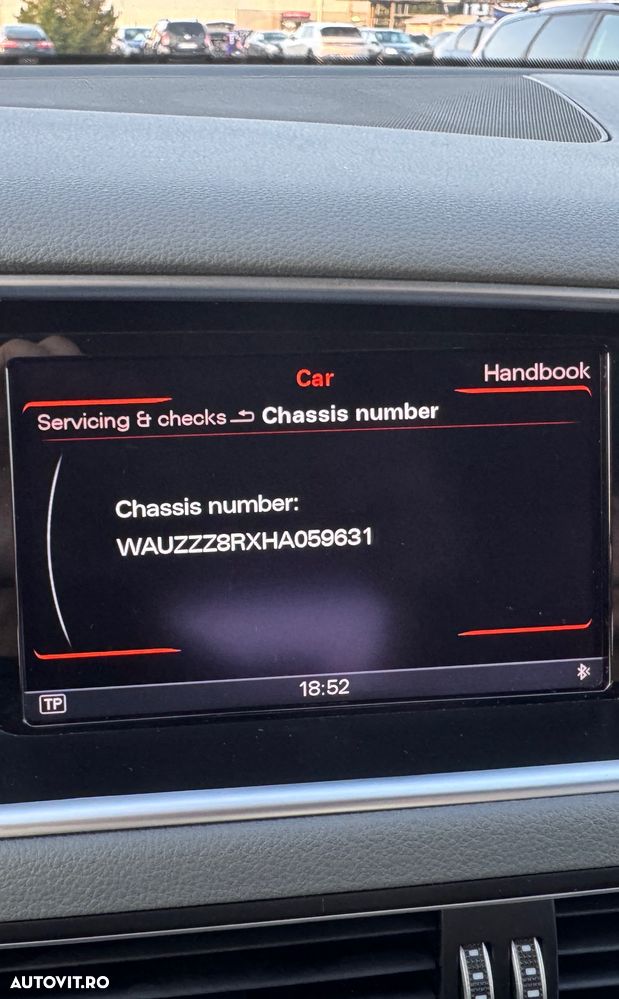 Car
Handbook
Servicing & checks Chassis number
Chassis number:
WAUZZZ8RXHA059631
18:52
TP
AUTOVIT.RO